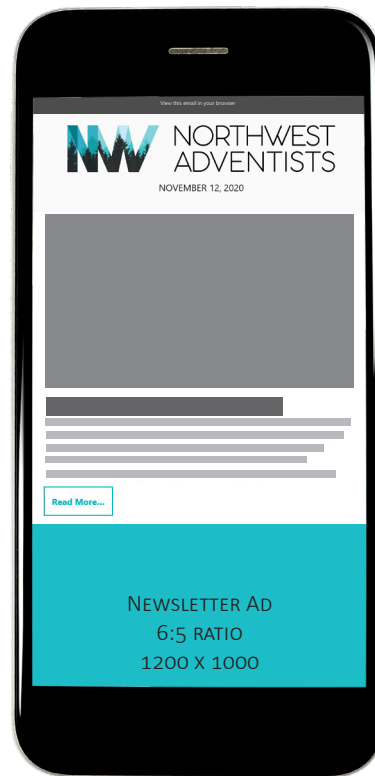 View this email in your browser
NW NORTHWEST
ADVENTISTS
NOVEMBER 12, 2020
Read More...
Newsletter Ad
6:5 ratio
1200 x 1000